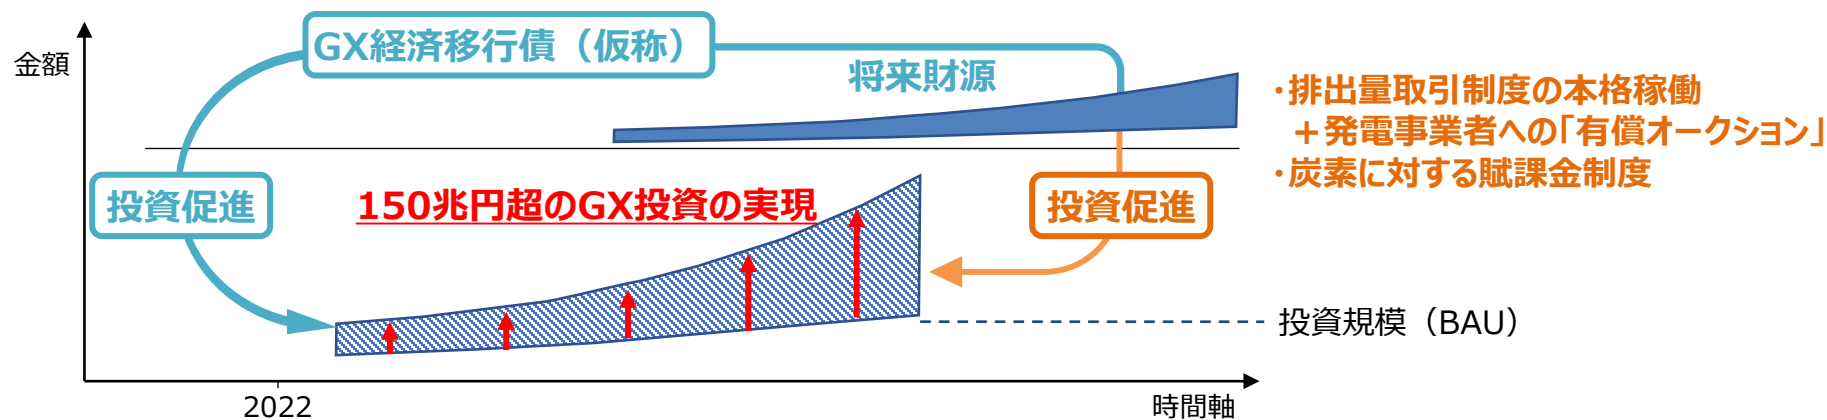 金額
GX経済移行債（仮称）
将来財源
・排出量取引制度の本格稼働
＋発電事業者への「有償オークション」
・炭素に対する賦課金制度
投資促進
150兆円超のGX投資の実現
投資促進
投資規模（BAU）
2022
時間軸